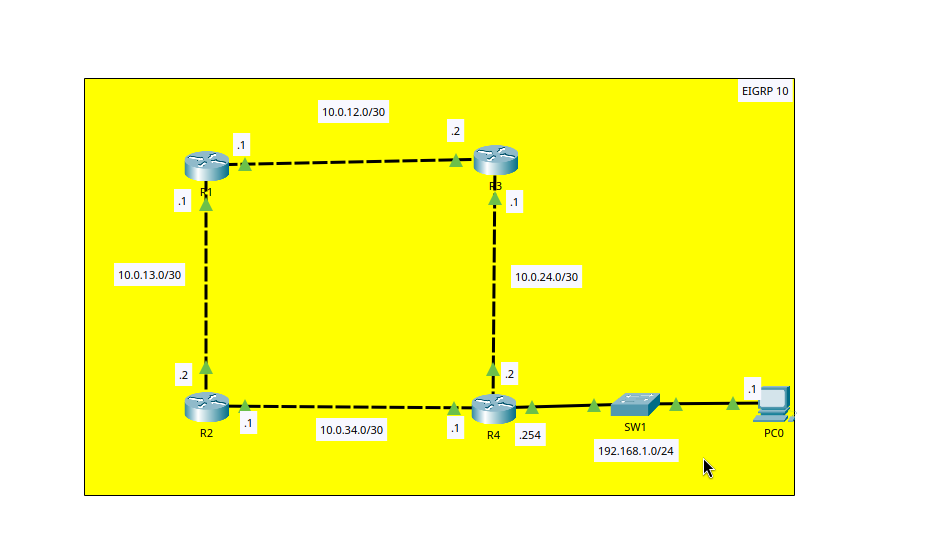 EIGRP 10
10.0.12.0/30
.1
.2
R1
R3
.1
.1
10.0.13.0/30
10.0.24.0/30
.2
.2
.1
R2
.1
10.0.34.0/30
.1
R4
.254
SW1
PC0
192.168.1.0/24